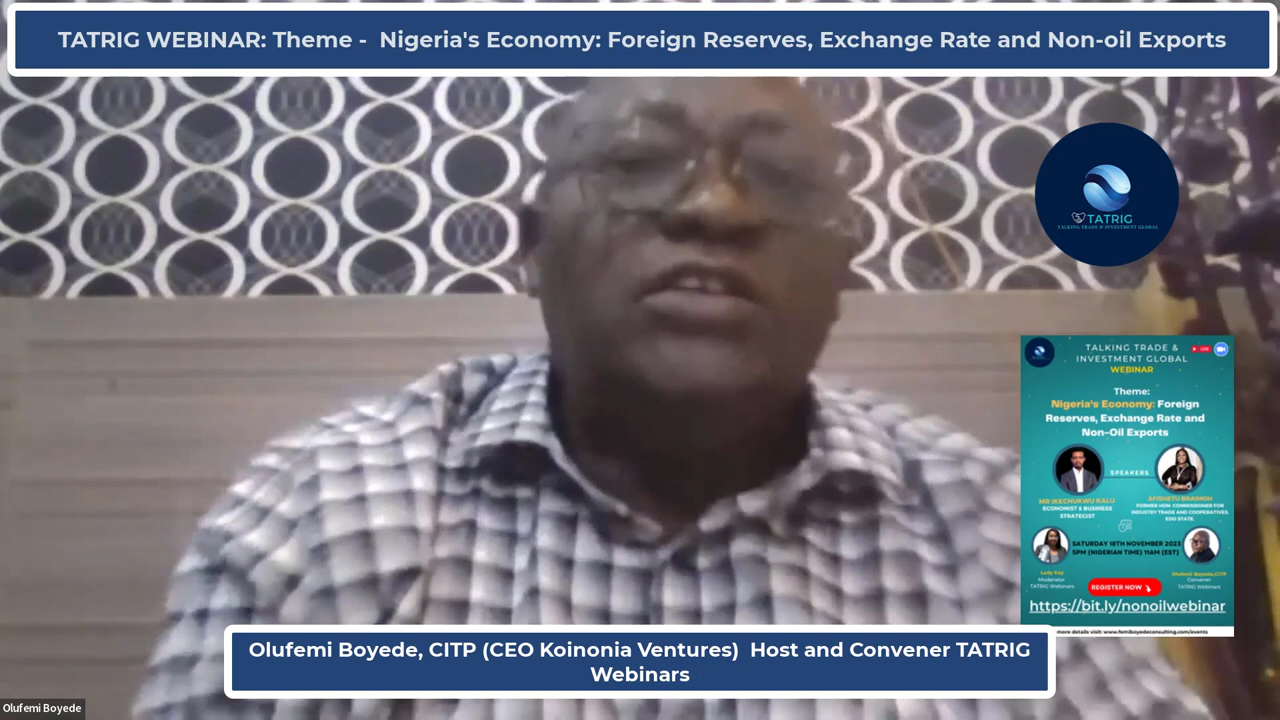 TATRIG WEBINAR: Theme - Nigeria's Economy: Foreign Reserves, Exchange Rate and Non-oil Exports
TATRIG
TALKING TRADE & INVESTMENT GLOBAL
TALKING TRADE &
INVESTMENT GLOBAL
LIVE
WEBINAR
Theme:
Nigeria's Economy: Foreign
Reserves, Exchange Rate and
Non-Oil Exports
SPEAKERS
MR IKECHUKWU KALU
ECONOMIST & BUSINESS
STRATEGIST
AFISHETU BRAIMOH
FORMER HON. COMMISSIONER FOR
INDUSTRY TRADE AND COOPERATIVES,
EDO STATE.
SATURDAY 18TH NOVEMBER 2023
5PM (NIGERIAN TIME) 11AM (EST)
Lady Kay
Moderator
TATRIG Webinars
Olufemi Boyede,CITP
Convener
TATRIG Webinars
REGISTER NOW
https://bit.ly/nonoilwebinar
more details visit: www.femiboyedeconsulting.com/events
Olufemi Boyede, CITP (CEO Koinonia Ventures) Host and Convener TATRIG
Webinars
Olufemi Boyede